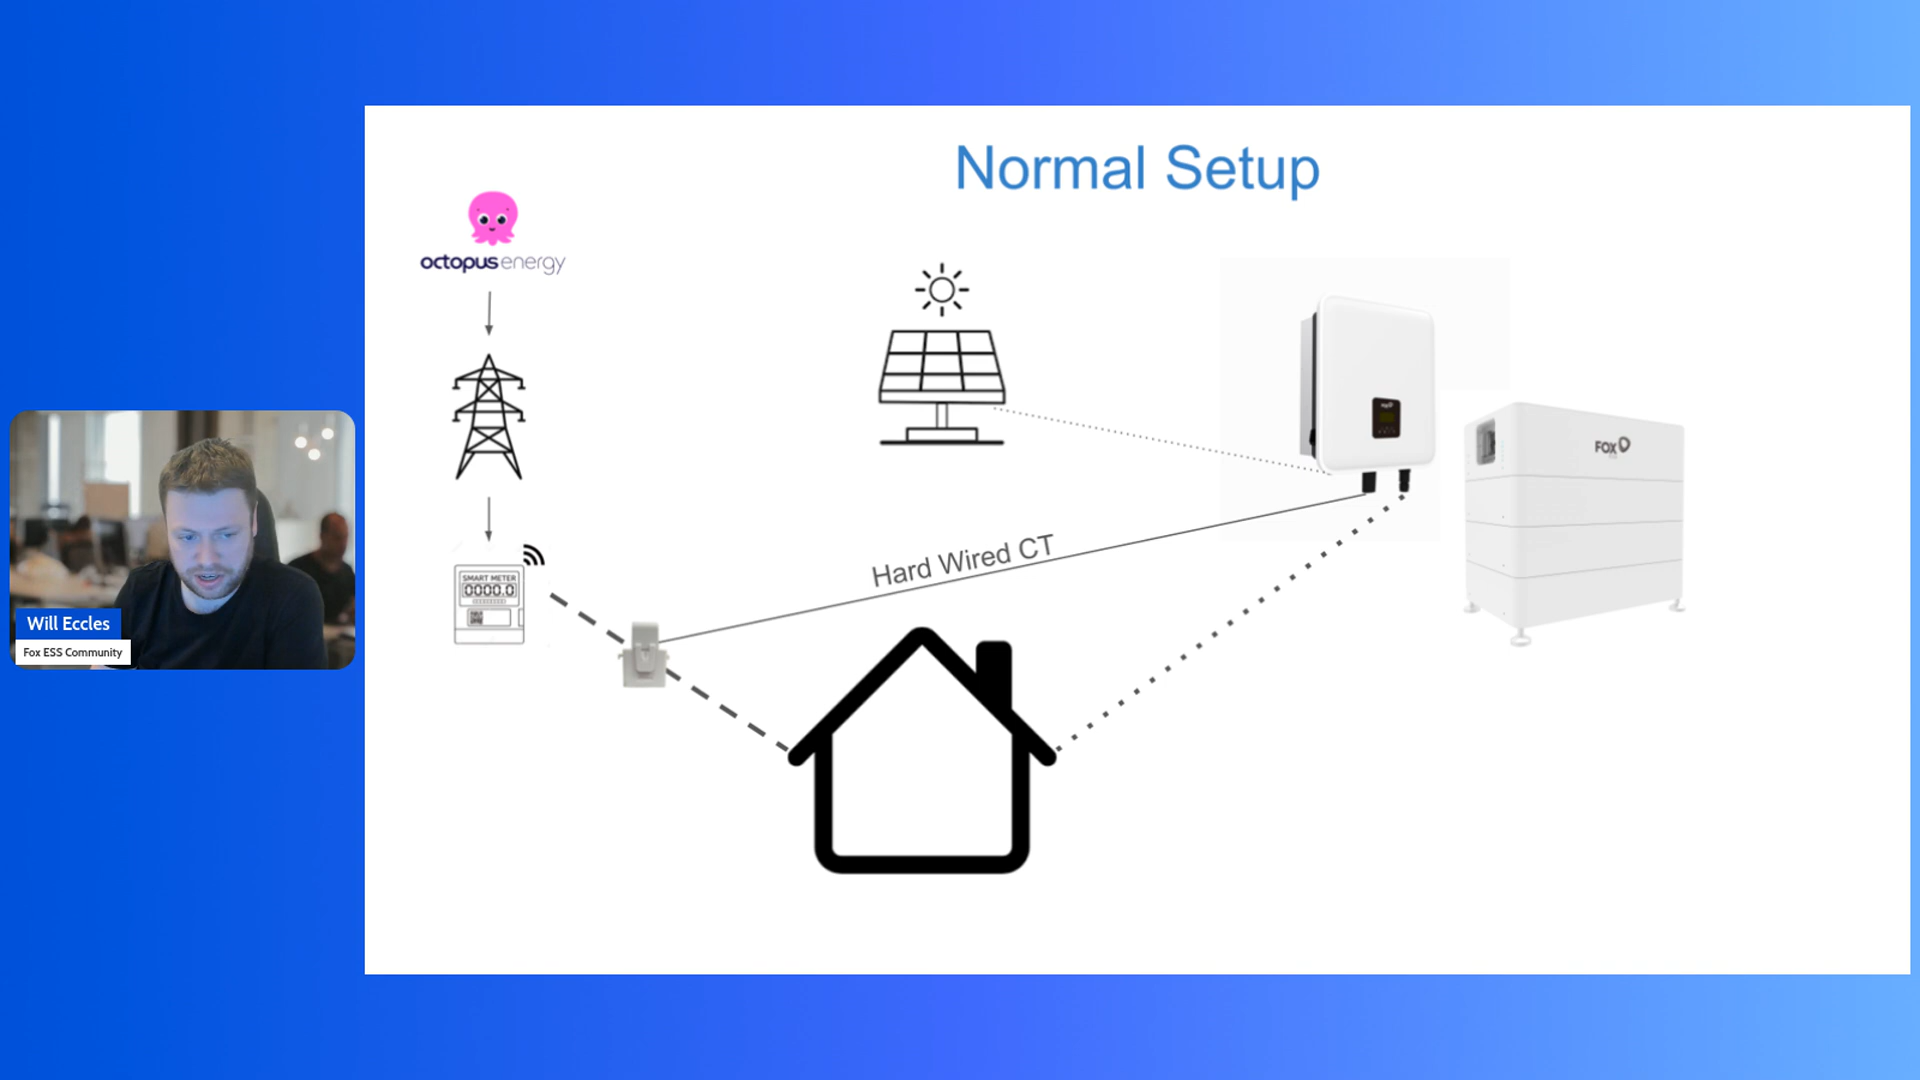 Normal Setup
octopus energy
SMART METER
0000.0
Hard Wired CT
FOX
Will Eccles
Fox ESS Community